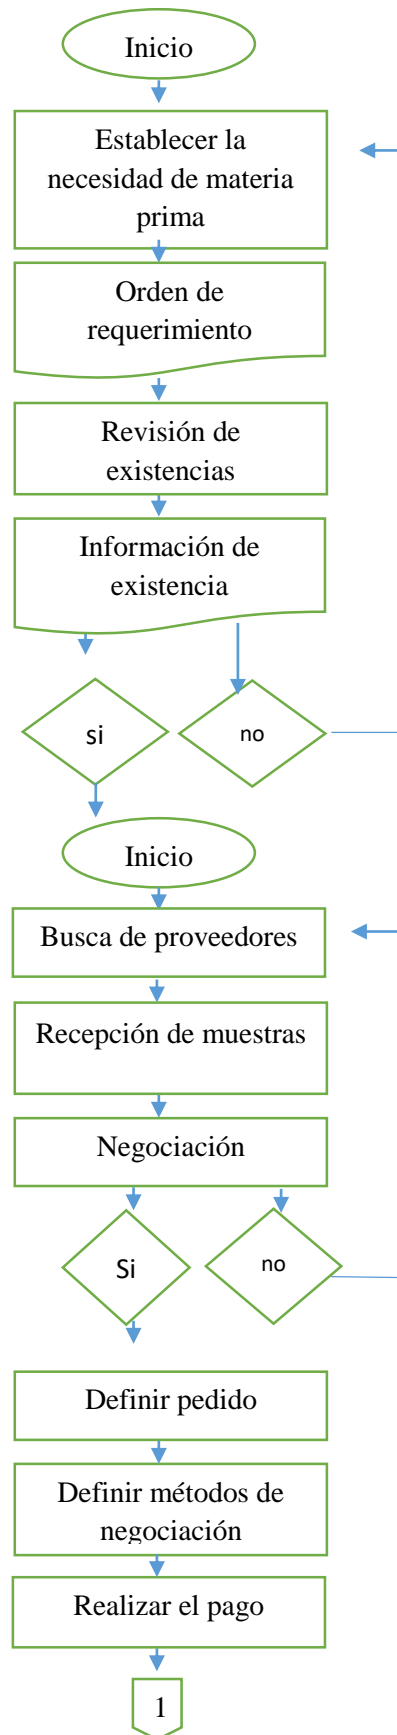 Inicio
Establecer la
necesidad de materia
prima
Orden de
requerimiento
Revisión de
existencias
Información de
existencia
si
no
Inicio
Busca de proveedores
Recepción de muestras
Negociación
Si
no
Definir pedido
Definir métodos de
negociación
Realizar el pago
1